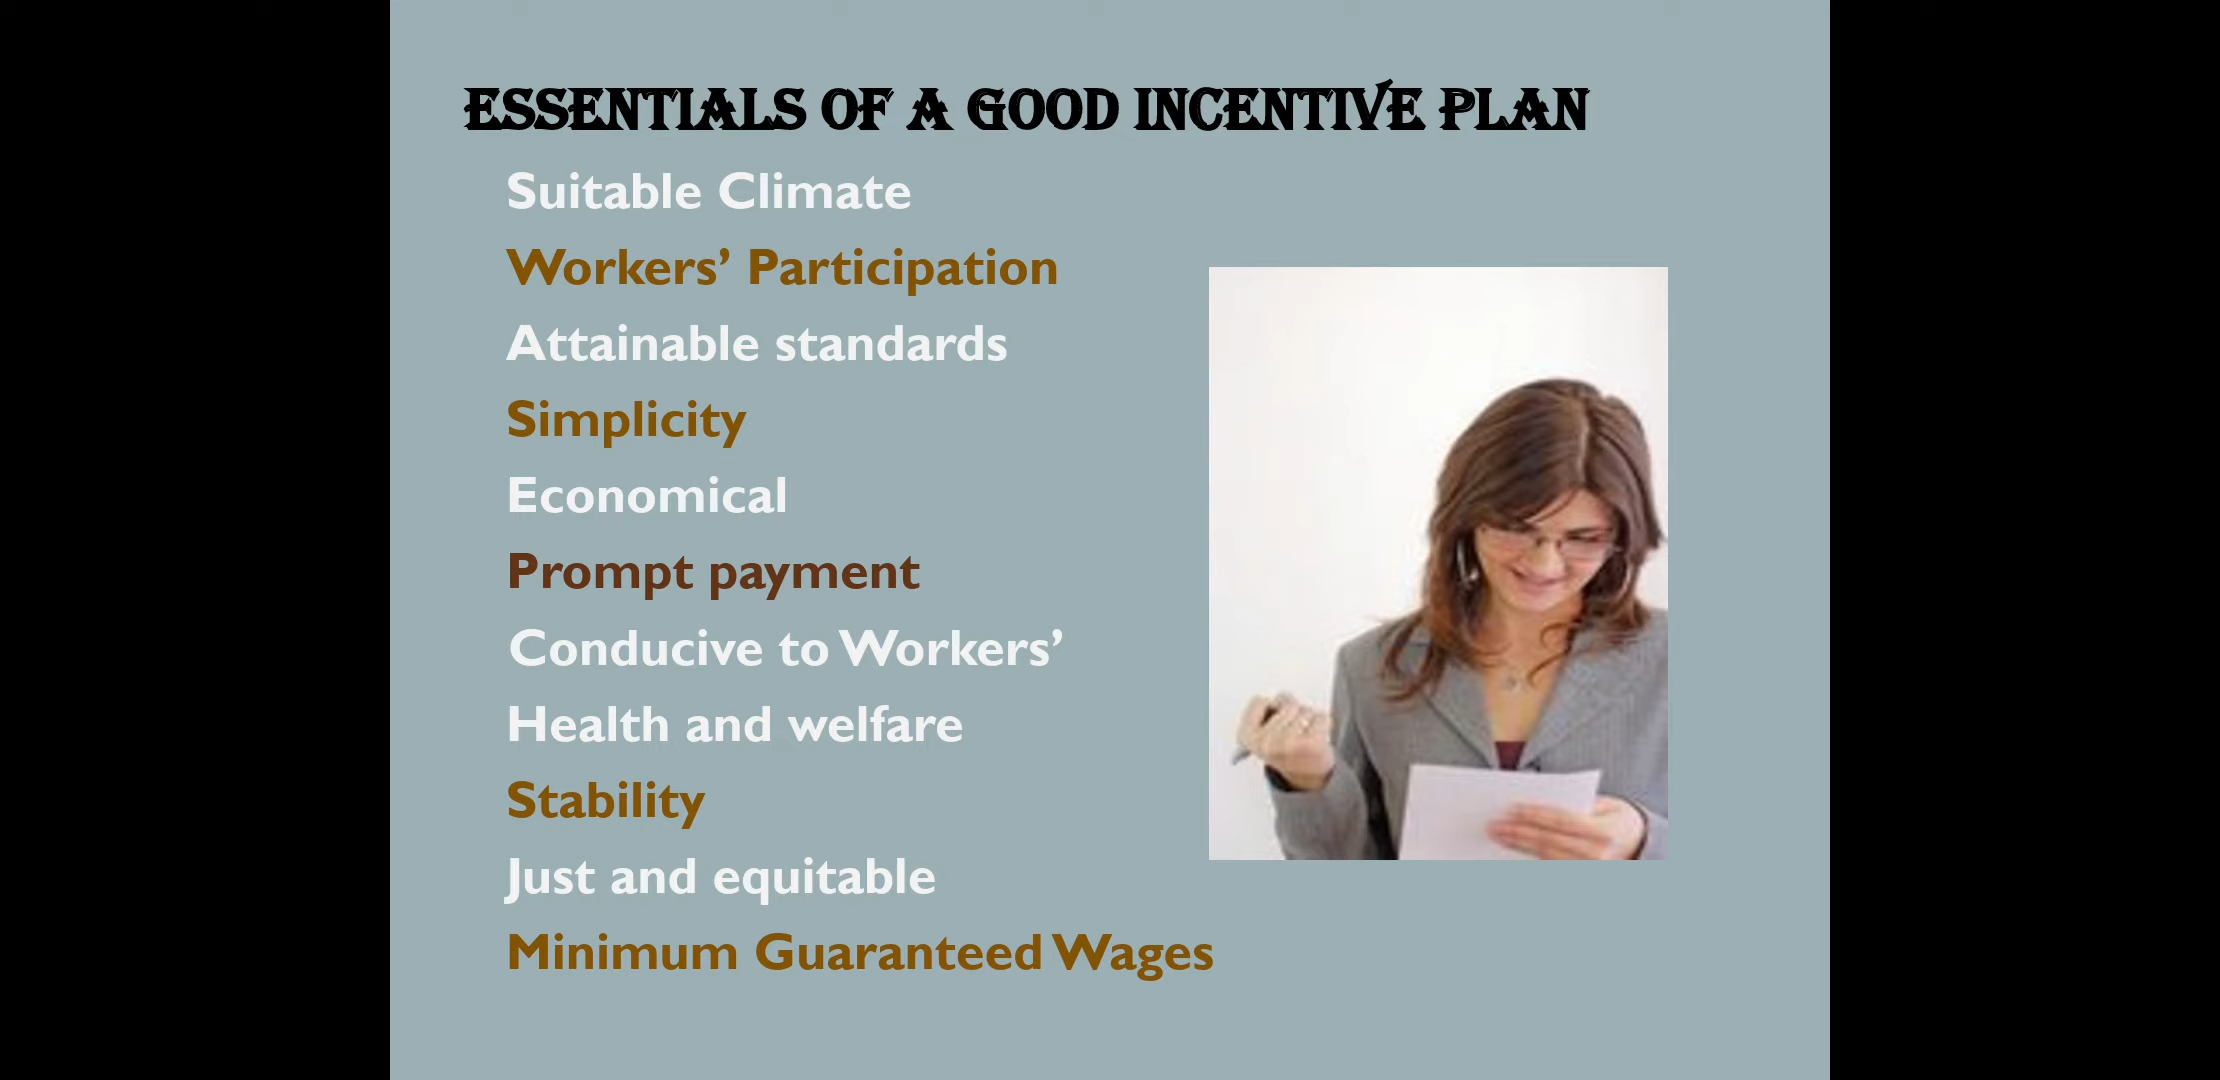 ESSENTIALS OF A GOOD INCENTIVE PLAN
Suitable Climate
Workers’ Participation
Attainable standards
Simplicity
Economical
Prompt payment
Conducive to Workers’
Health and welfare
Stability
Just and equitable
Minimum Guaranteed Wages